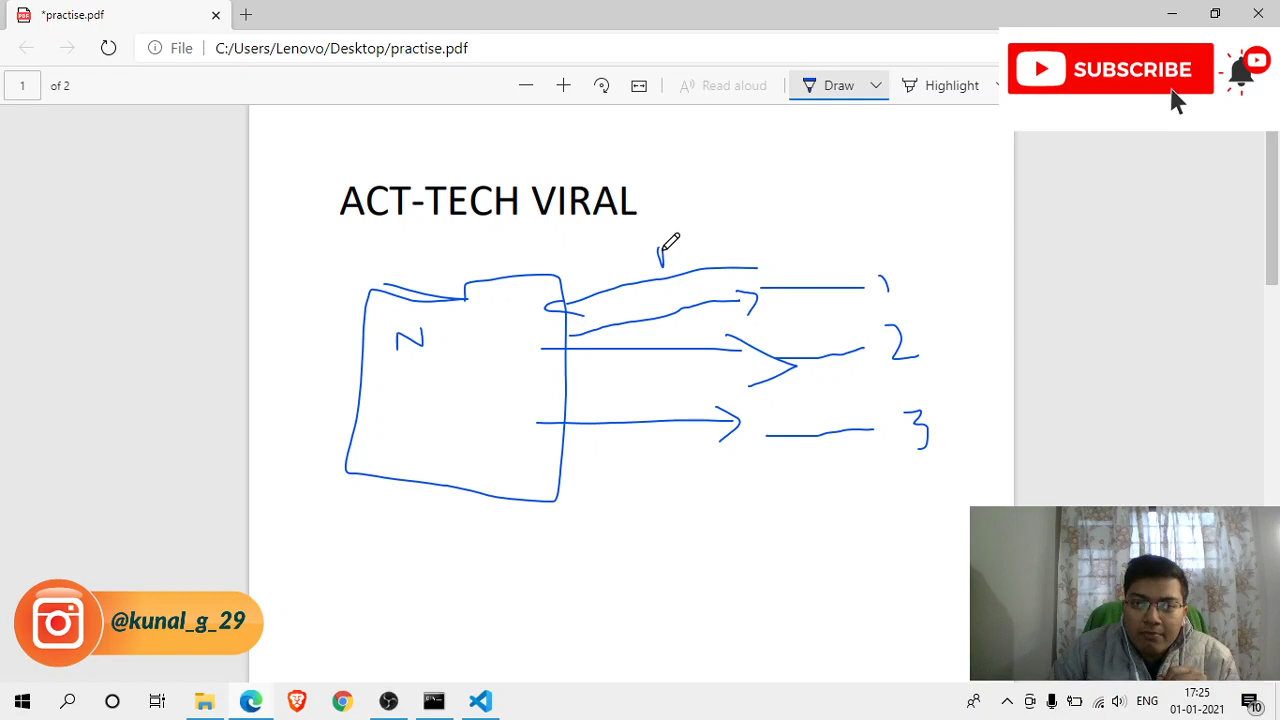 *practise.pdf
File C:/Users/Lenovo/Desktop/practise.pdf
1 of 2 Read aloud Draw Highlight
SUBSCRIBE
ACT-TECH VIRAL
N
1
2
3
@kunal_g_29
ENG
17:25
01-01-2021
10